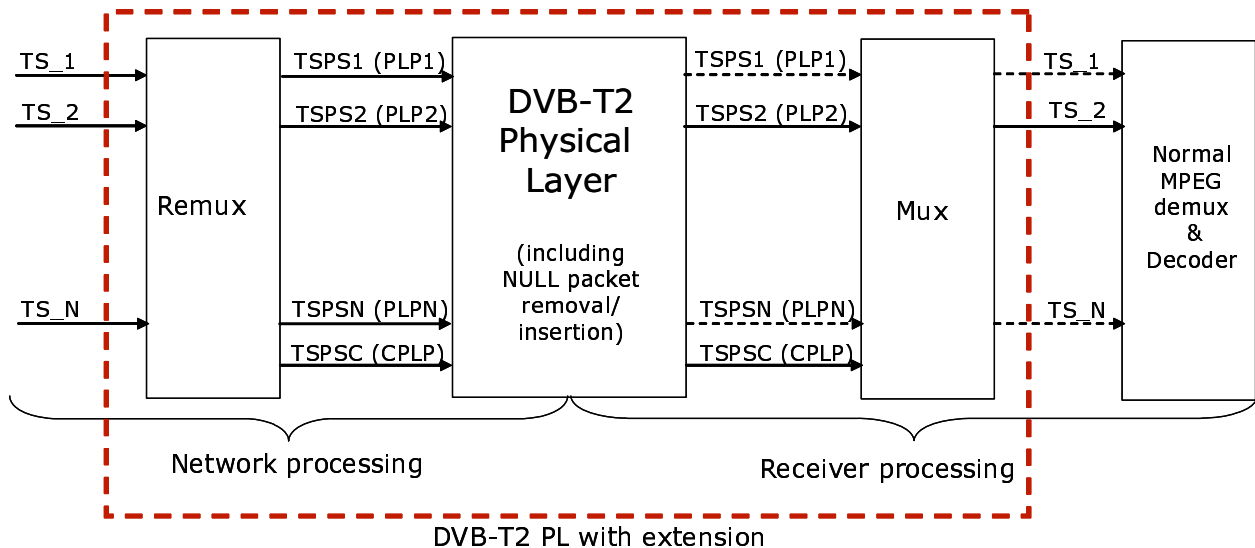 TS_1
TS_2
TS_N
Remux
TSPS1 (PLP1)
TSPS2 (PLP2)
TSPSN (PLPN)
TSPSC (CPLP)
DVB-T2
Physical
Layer
(including
NULL packet
removal/
insertion)
TSPS1 (PLP1)
TSPS2 (PLP2)
TSPSN (PLPN)
TSPSC (CPLP)
Mux
TS_1
TS_2
TS_N
Normal
MPEG
demux
&
Decoder
Network processing
Receiver processing
DVB-T2 PL with extension